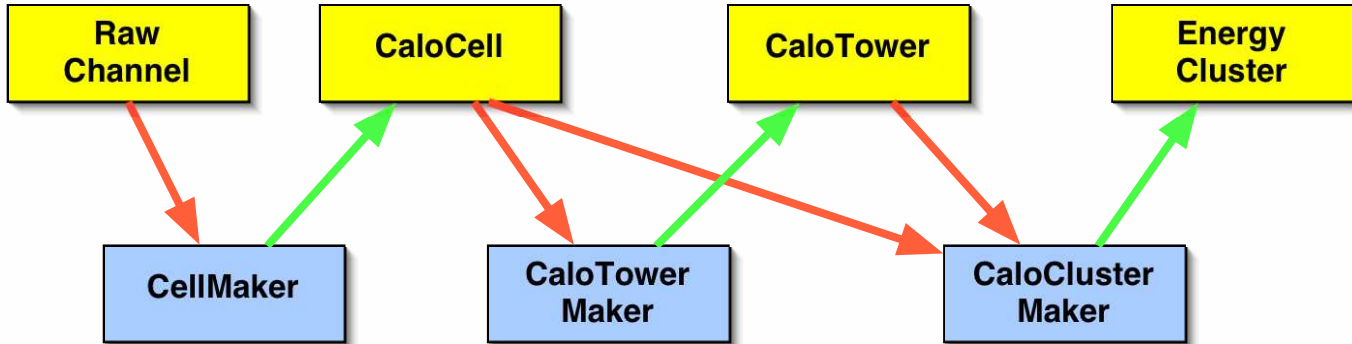 Raw
Channel
CaloCell
CaloTower
Energy
Cluster
CellMaker
CaloTower
Maker
CaloCluster
Maker